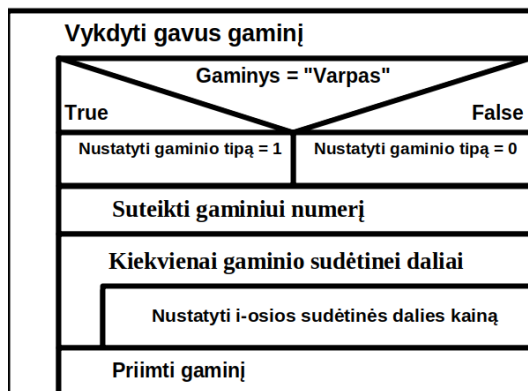 Vykdyti gavus gaminį
Gaminys = "Varpas"
True
False
Nustatyti gaminio tipą = 1
Nustatyti gaminio tipą = 0
Suteikti gaminiui numerį
Kiekvienai gaminio sudėtinei daliai
Nustatyti i-osios sudėtinės dalies kainą
Priimti gaminį